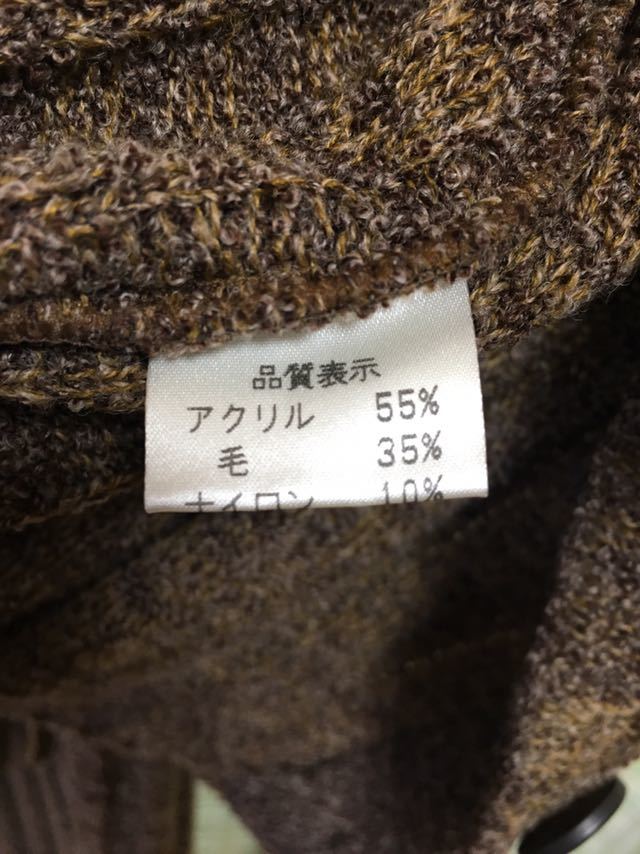 品質表示
アクリル 55%
毛 35%
ナイロン 10%